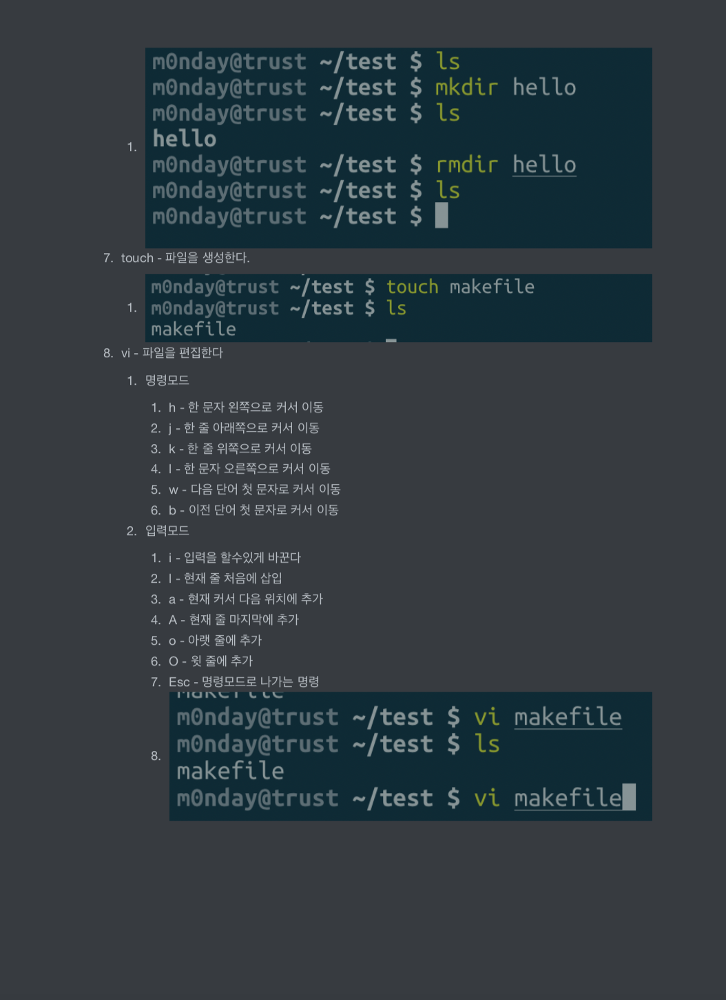 m0nday@trust ~/test $ ls
m0nday@trust ~/test $ mkdir hello
m0nday@trust ~/test $ ls
hello
1.
m0nday@trust ~/test $ rmdir hello
m0nday@trust ~/test $ ls
m0nday@trust ~/test $
7. touch - 파일을 생성한다.
m0nday@trust ~/test $ touch makefile
1.
m0nday@trust ~/test $ ls
makefile
8. vi - 파일을 편집한다
1. 명령모드
1. h - 한 문자 왼쪽으로 커서 이동
2. j - 한 줄 아래쪽으로 커서 이동
3. k - 한 줄 위쪽으로 커서 이동
4. l - 한 문자 오른쪽으로 커서 이동
5. w - 다음 단어 첫 문자로 커서 이동
6. b - 이전 단어 첫 문자로 커서 이동
2. 입력모드
1. i - 입력을 할수있게 바꾼다
2. I - 현재 줄 처음에 삽입
3. a - 현재 커서 다음 위치에 추가
4. A - 현재 줄 마지막에 추가
5. o - 아랫 줄에 추가
6. O - 윗 줄에 추가
7. Esc - 명령모드로 나가는 명령
makefile
m0nday@trust ~/test $ vi makefile
m0nday@trust ~/test $ ls
8.
makefile
m0nday@trust ~/test $ vi makefile